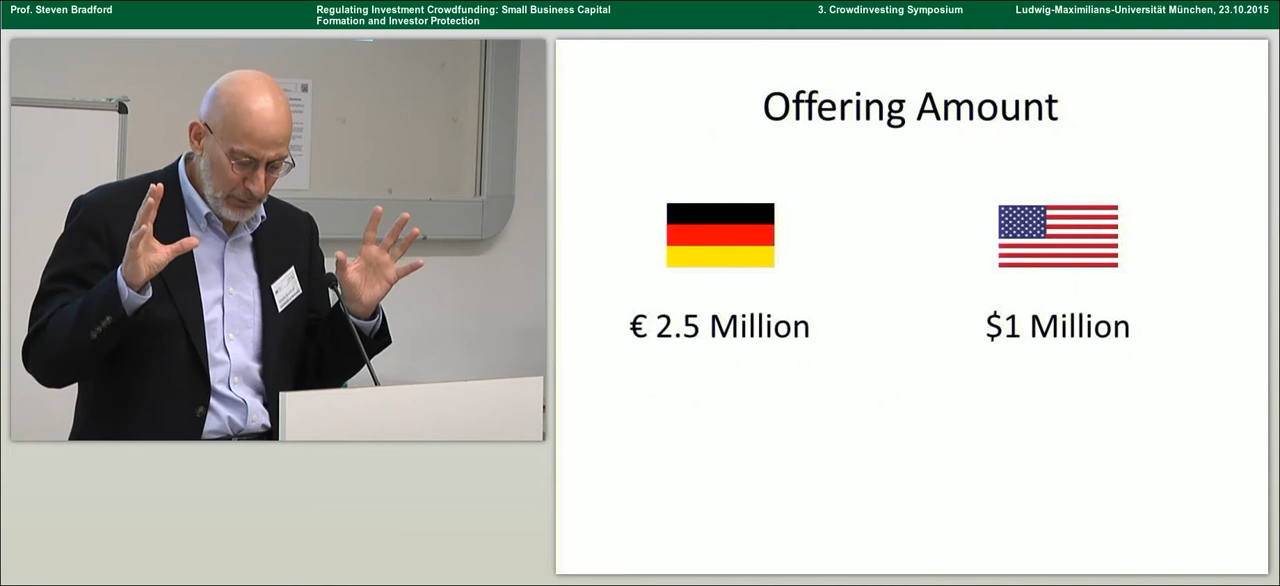 Prof. Steven Bradford
Regulating Investment Crowdfunding: Small Business Capital
Formation and Investor Protection
3. Crowdinvesting Symposium
Ludwig-Maximilians-Universität München, 23.10.2015
Offering Amount
€ 2.5 Million
$1 Million